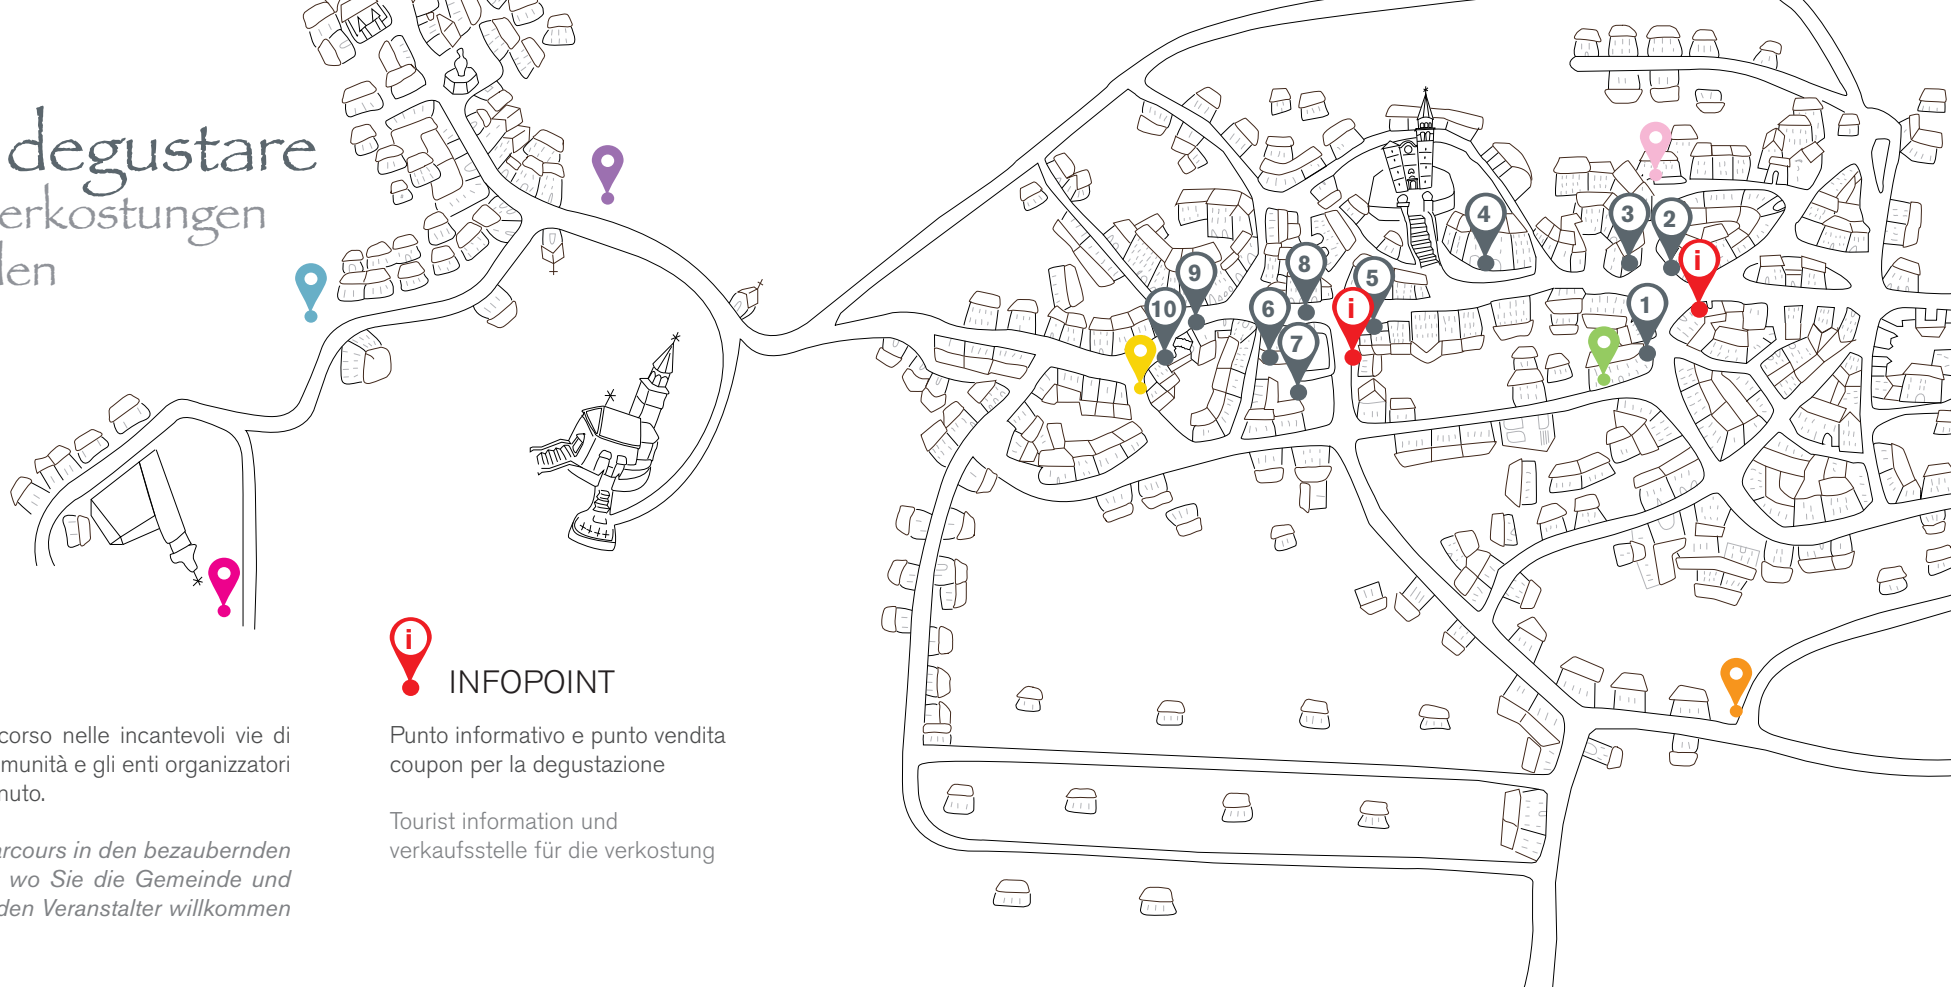 degustare
erkostungen
den
corso nelle incantevoli vie di
munità e gli enti organizzatori
nuto.
arcours in den bezaubernden
wo Sie die Gemeinde und
den Veranstalter willkommen
i
INFOPOINT
Punto informativo e punto vendita
coupon per la degustazione
Tourist information und
verkaufsstelle für die verkostung
4
3
2
i
9
8
5
10
6
i
1
7